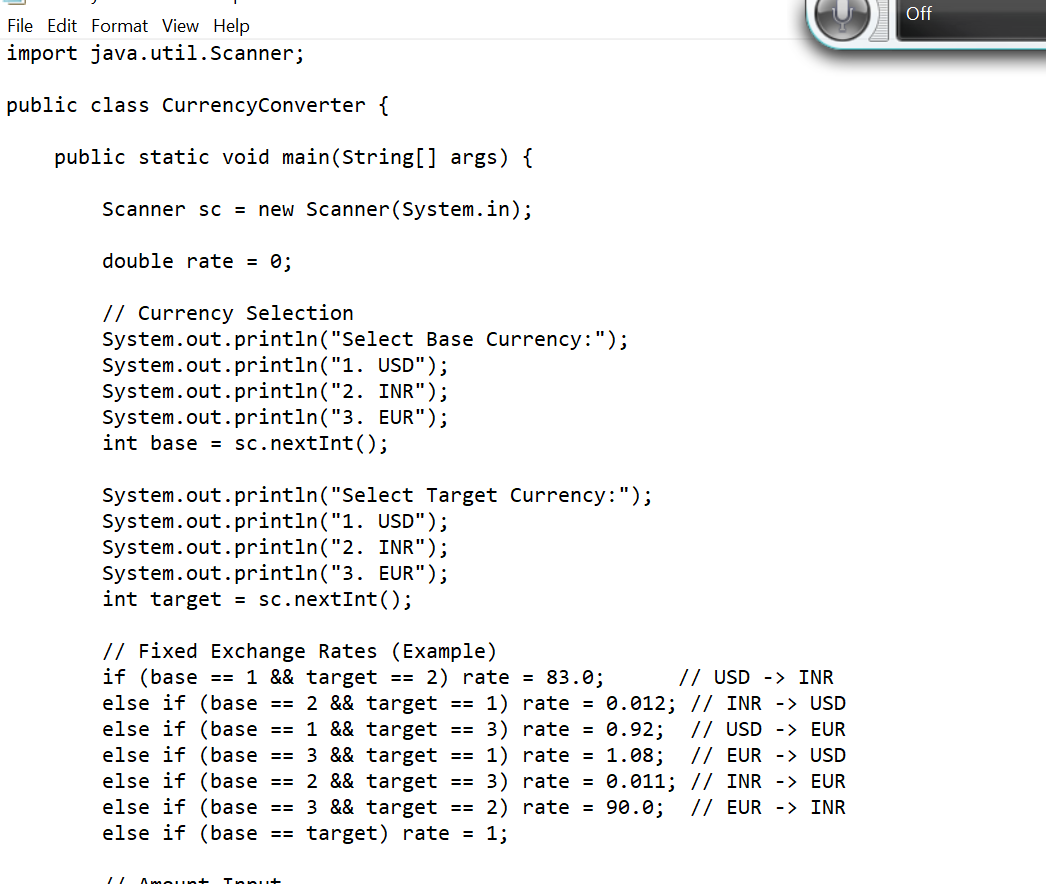 Off
File Edit Format View Help
import java.util.Scanner;
public class CurrencyConverter {
    public static void main(String[] args) {
        Scanner sc = new Scanner(System.in);
        double rate = 0;
        // Currency Selection
        System.out.println("Select Base Currency:");
        System.out.println("1. USD");
        System.out.println("2. INR");
        System.out.println("3. EUR");
        int base = sc.nextInt();
        System.out.println("Select Target Currency:");
        System.out.println("1. USD");
        System.out.println("2. INR");
        System.out.println("3. EUR");
        int target = sc.nextInt();
        // Fixed Exchange Rates (Example)
        if (base == 1 && target == 2) rate = 83.0;      // USD -> INR
        else if (base == 2 && target == 1) rate = 0.012; // INR -> USD
        else if (base == 1 && target == 3) rate = 0.92;  // USD -> EUR
        else if (base == 3 && target == 1) rate = 1.08;  // EUR -> USD
        else if (base == 2 && target == 3) rate = 0.011; // INR -> EUR
        else if (base == 3 && target == 2) rate = 90.0;  // EUR -> INR
        else if (base == target) rate = 1;
        // Amount Input